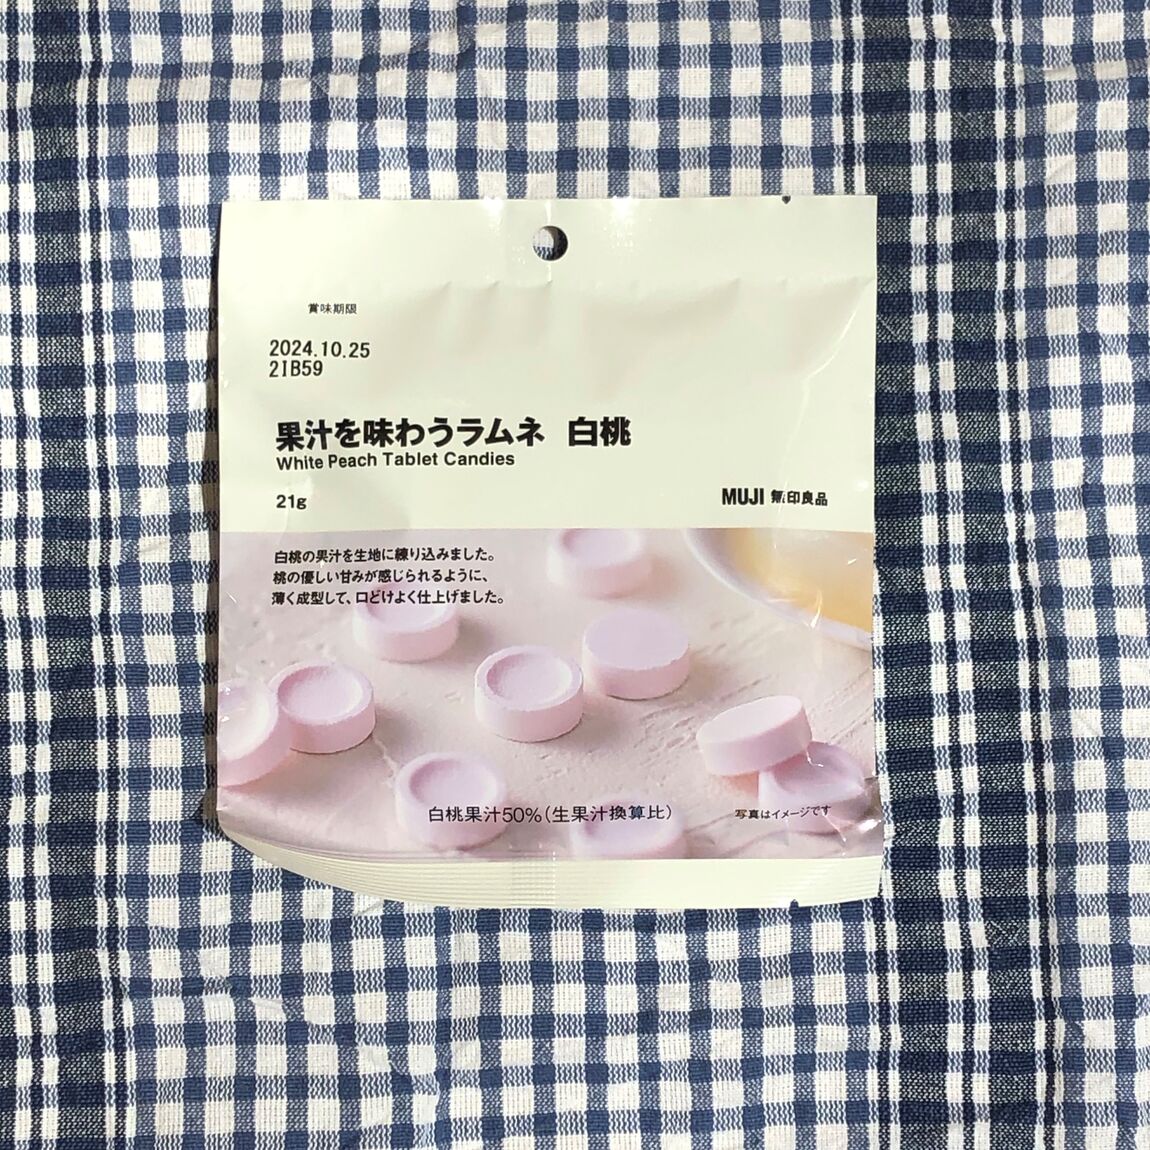 賞味期限
2024.10.25
2IB59
果汁を味わうラムネ 白桃
White Peach Tablet Candies
21g
MUJI 無印良品
白桃の果汁を生地に練り込みました。
桃の優しい甘みが感じられるように、
薄く成型して、口どけよく仕上げました。
白桃果汁50%(生果汁換算比)
写真はイメージです